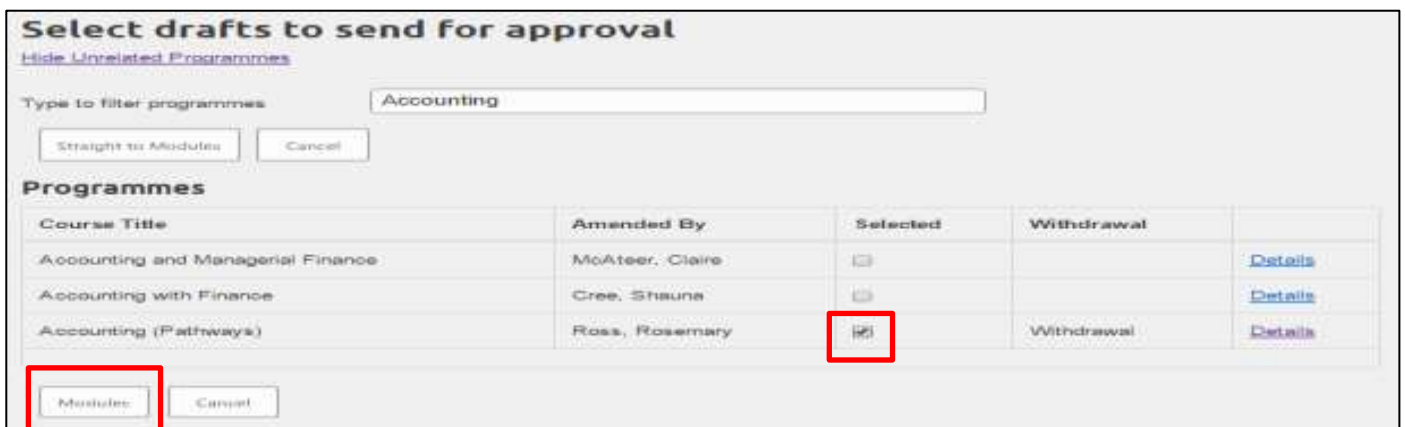 Select drafts to send for approval
Hide Unrelated Programmes
Type to filter programmes Accounting
Straight to Modules Cancel
Programmes
Course Title Amended By Selected Withdrawal
Accounting and Managerial Finance McAteer, Claire Details
Accounting with Finance Cree, Shauna Details
Accounting (Pathways) Ross, Rosemary Withdrawal Details
Modules Cancel